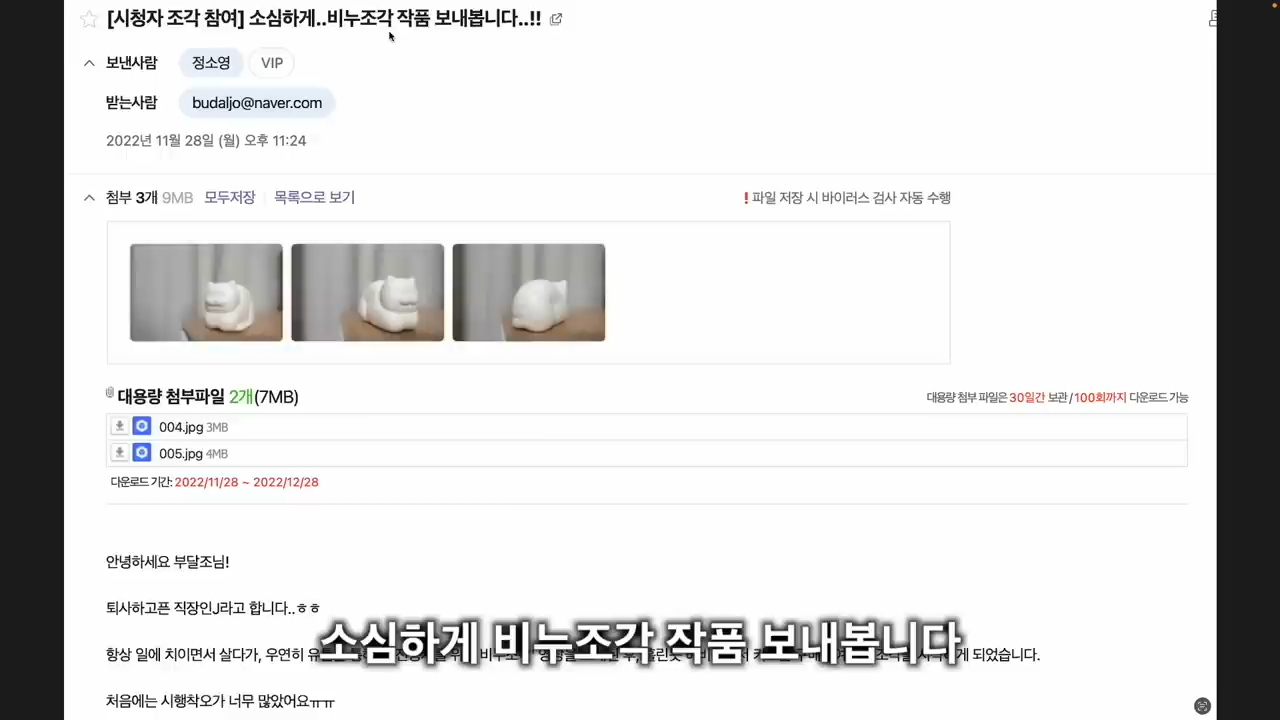 [시청자 조각 참여] 소심하게..비누조각 작품 보내봅니다..!!
보낸사람 정소영 VIP
받는사람 budaljo@naver.com
2022년 11월 28일 (월) 오후 11:24
첨부 3개 9MB 모두저장 목록으로 보기 ! 파일 저장 시 바이러스 검사 자동 수행
대용량 첨부파일 2개(7MB) 대용량 첨부 파일은 30일간 보관 / 100회까지 다운로드 가능
004.jpg 3MB
005.jpg 4MB
다운로드 기간: 2022/11/28 ~ 2022/12/28
안녕하세요 부달조님!
퇴사하고픈 직장인J라고 합니다..ㅎㅎ
항상 일에 치이면서 살다가, 우연히 되었습니다.
소심하게 비누조각 작품 보내봅니다
처음에는 시행착오가 너무 많았어요ㅠㅠ